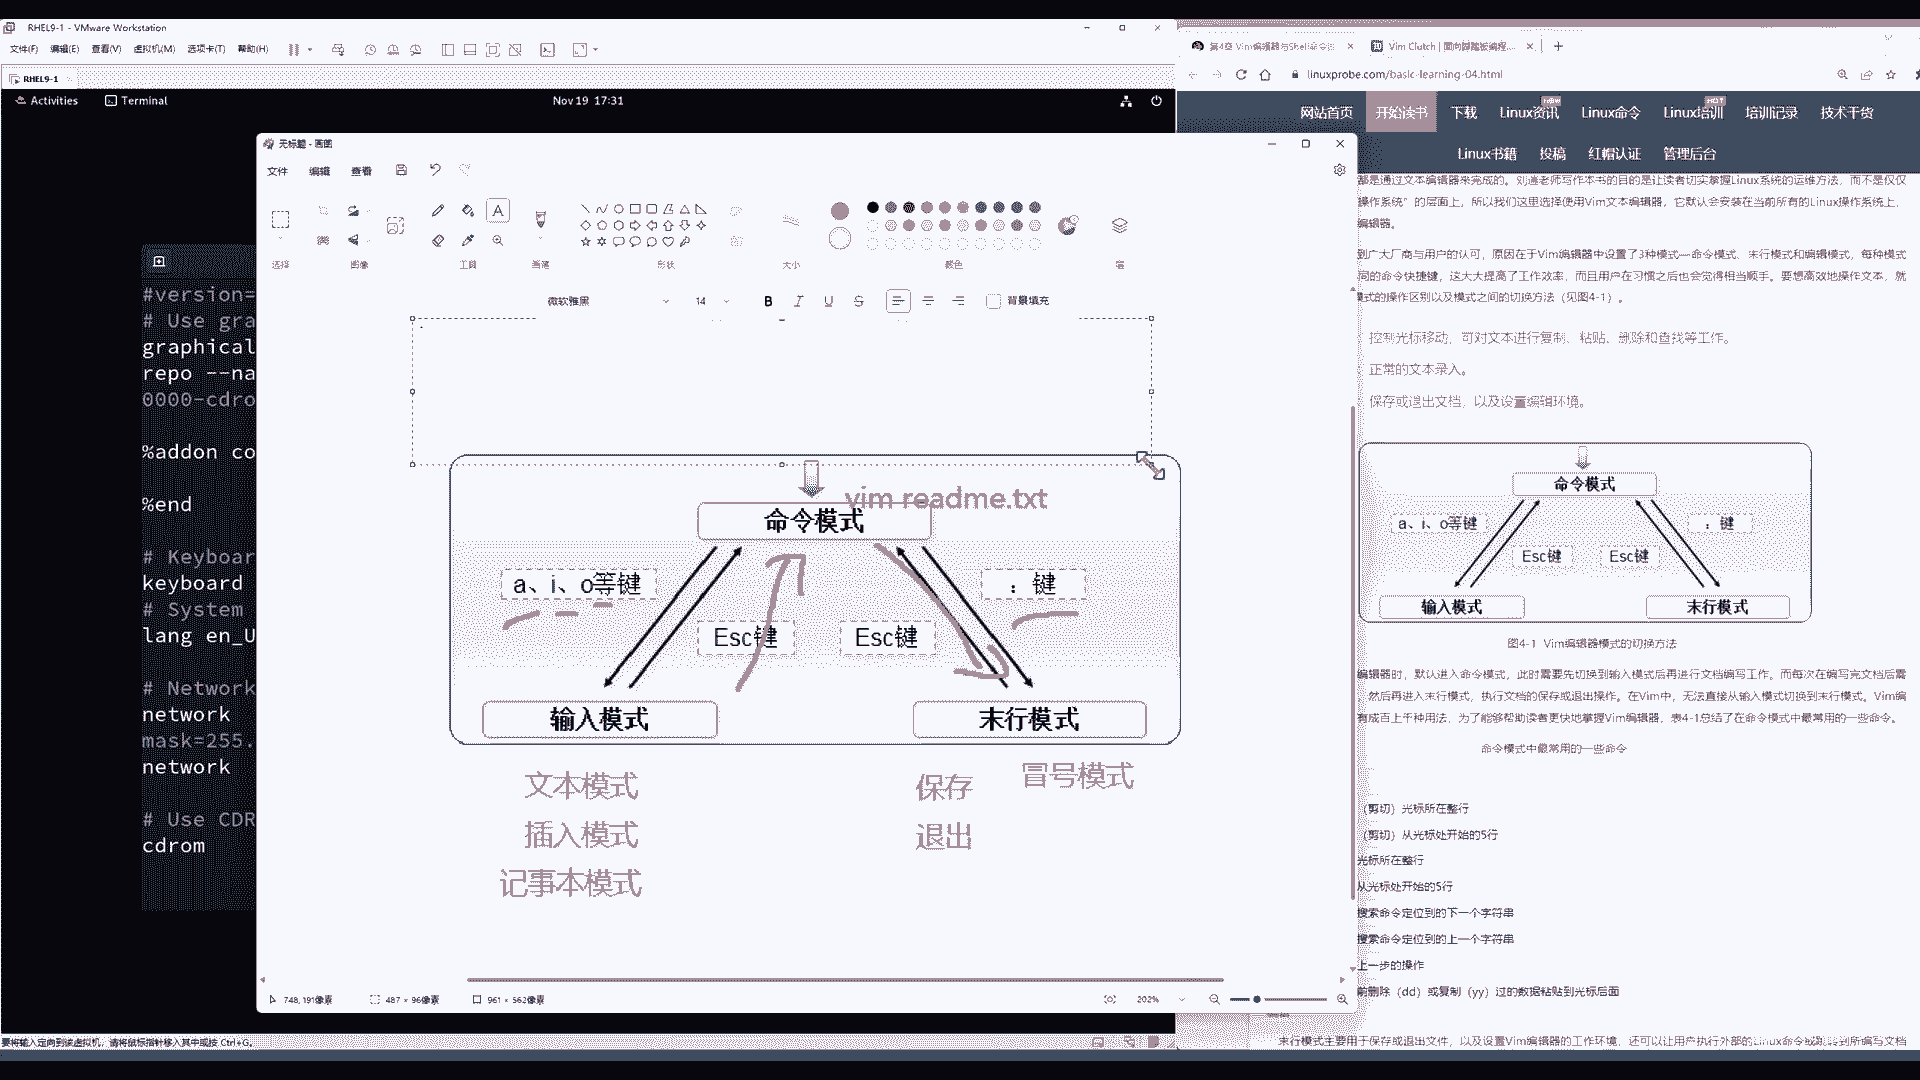 RHEL9-1 - VMware Workstation
文件(F) 编辑(E) 查看(V) 虚拟机(M) 选项卡(T) 帮助(H)
RHEL9-1
Activities
Terminal
Nov 19 17:31
#version=
# Use gra
graphical
repo --na
0000-cdro
%addon co
%end
# Keyboar
keyboard
# System
lang en_U
# Network
network
mask=255.
network
# Use CDR
cdrom
要将输入定向到该虚拟机，请将鼠标指针移入其中或按 Ctrl+G。
无标题 - 画图
文件 编辑 查看
选择 图像 工具 画笔 形状 大小 颜色
微软雅黑 14 B I U S 背景填充
vim readme.txt
命令模式
a、i、o等键
：键
Esc键
Esc键
输入模式
末行模式
文本模式
插入模式
记事本模式
保存
退出
冒号模式
748, 191像素
487 × 96像素
961 × 562像素
202%
第4章 Vim编辑器与Shell命令
Vim Clutch |
linuxprobe.com/basic-learning-04.html
网站首页 开始读书 下载 Linux资讯 Linux命令 Linux培训 培训记录 技术干货
Linux书籍 投稿 红帽认证 管理后台
都是通过文本编辑器来完成的。刘遄老师写作本书的目的是让读者切实掌握Linux系统的运维方法，而不是仅仅
操作系统”的层面上，所以我们这里选择使用Vim文本编辑器，它默认会安装在当前所有的Linux操作系统上，
编辑器。
到广大厂商与用户的认可，原因在于Vim编辑器中设置了3种模式—命令模式、末行模式和编辑模式，每种模式
同的命令快捷键，这大大提高了工作效率，而且用户在习惯之后也会觉得相当顺手。要想高效地操作文本，就
模式的操作区别以及模式之间的切换方法（见图4-1）。
控制光标移动，可对文本进行复制、粘贴、删除和查找等工作。
正常的文本录入。
保存或退出文档，以及设置编辑环境。
命令模式
a、i、o等键
：键
Esc键
Esc键
输入模式
末行模式
图4-1 Vim编辑器模式的切换方法
编辑器时，默认进入命令模式，此时需要先切换到输入模式后再进行文档编写工作。而每次在编写完文档后需
然后再进入末行模式，执行文档的保存或退出操作。在Vim中，无法直接从输入模式切换到末行模式。Vim编
有成百上千种用法，为了能够帮助读者更快地掌握Vim编辑器，表4-1总结了在命令模式中最常用的一些命令。
命令模式中最常用的一些命令
（剪切）光标所在整行
（剪切）从光标处开始的5行
光标所在整行
从光标处开始的5行
搜索命令定位到的下一个字符串
搜索命令定位到的上一个字符串
上一步的操作
前删除（dd）或复制（yy）过的数据粘贴到光标后面
末行模式主要用于保存或退出文件，以及设置Vim编辑器的工作环境，还可以让用户执行外部的Linux命令或跳转到所编写文档